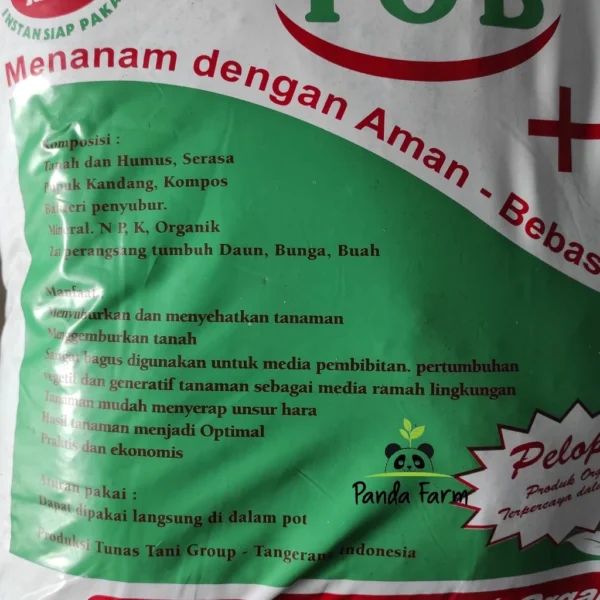 INSTAN SIAP PAKA
Menanam dengan Aman - Bebas
+
Komposisi :
Tanah dan Humus, Serasa
Pupuk Kandang, Kompos
Bakteri penyubur.
Mineral. N P, K, Organik
Zat perangsang tumbuh Daun, Bunga, Buah
Manfaat :
Menyuburkan dan menyehatkan tanaman
Menggemburkan tanah
Sangat bagus digunakan untuk media pembibitan. pertumbuhan
vegetif dan generatif tanaman sebagai media ramah lingkungan
Tanaman mudah menyerap unsur hara
Hasil tanaman menjadi Optimal
Praktis dan ekonomis
Panda Farm
Aturan pakai :
Dapat dipakai langsung di dalam pot
Produksi Tunas Tani Group - Tangerang Indonesia
Pelop
Produk Org
Terpercaya dala